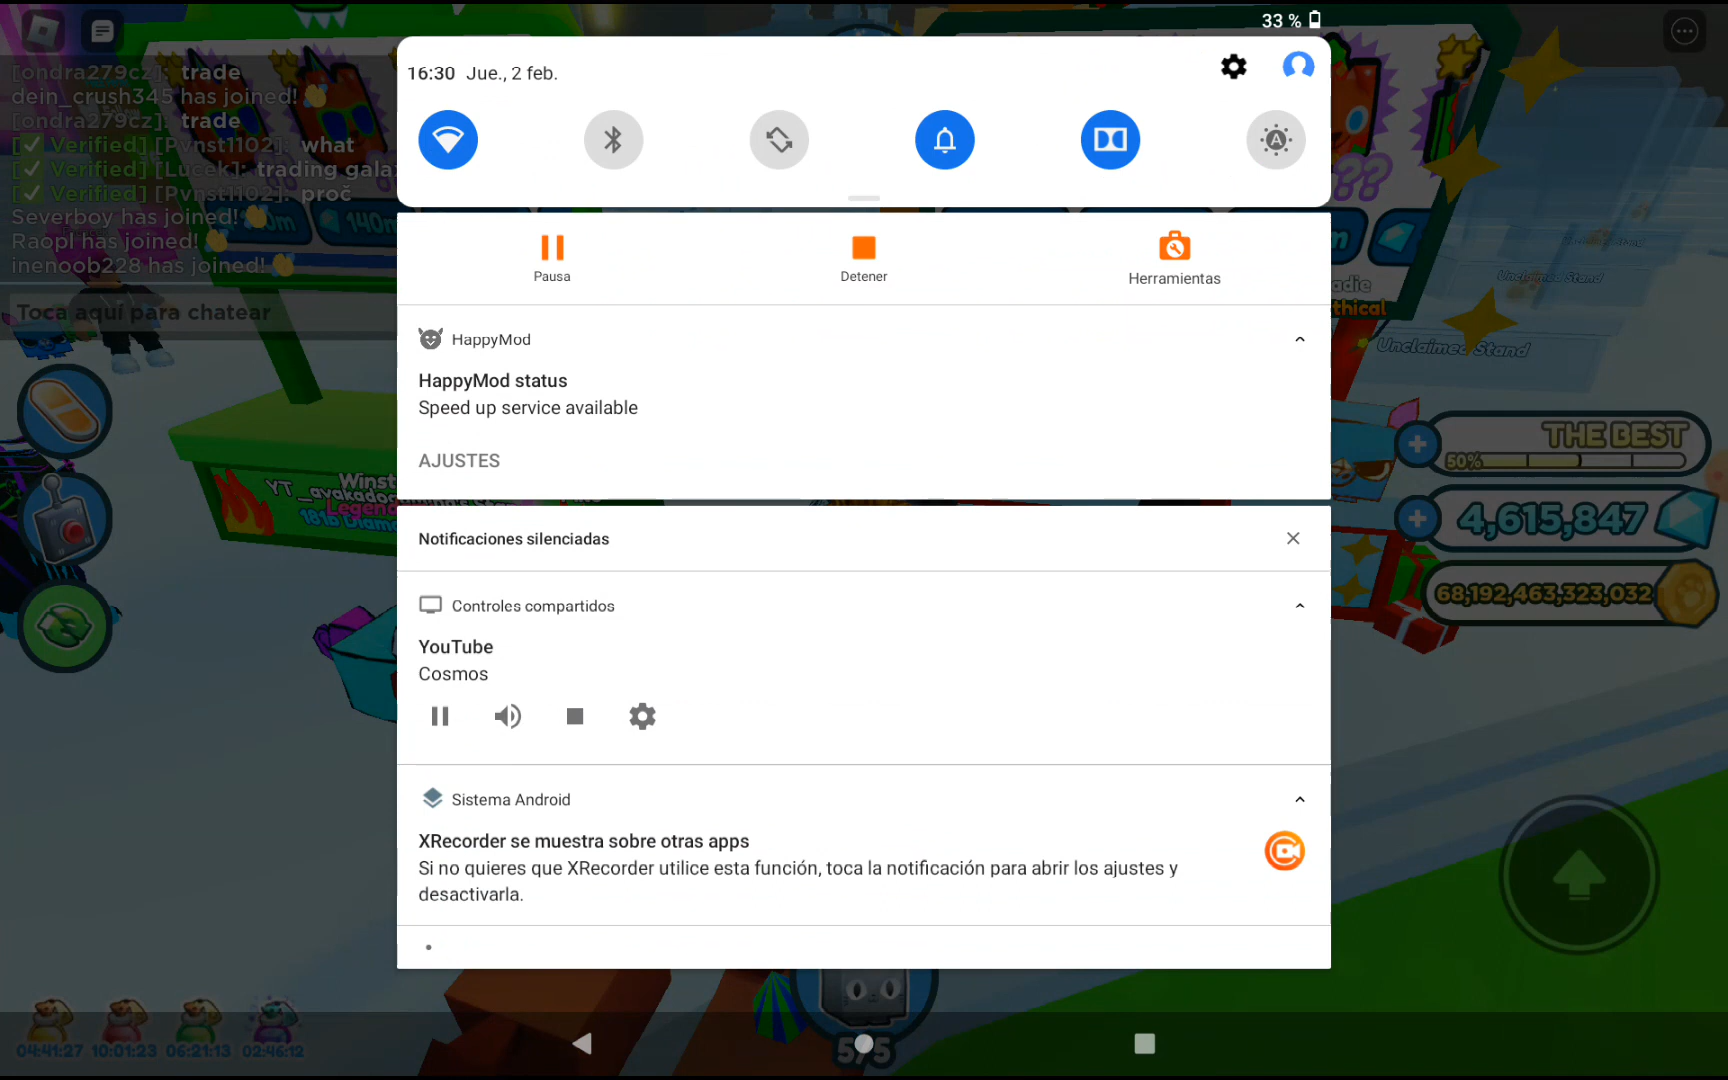 33 %
16:30 Jue., 2 feb.
[ondra279cz]: trade
dein_crush345 has joined! 👋
[ondra279cz]: trade
[✔ Verified] [Pvnst1102]: what
[✔ Verified] [Lucek]: trading gala
[✔ Verified] [Pvnst1102]: proč
Severboy has joined! 👋
Raopl has joined! 👋
inenoob228 has joined! 👋
Toca aquí para chatear
140m
??
Pausa
Detener
Herramientas
HappyMod
HappyMod status
Speed up service available
AJUSTES
Unclaimed Stand
Unclaimed Stand
Notificaciones silenciadas
Controles compartidos
YouTube
Cosmos
Sistema Android
XRecorder se muestra sobre otras apps
Si no quieres que XRecorder utilice esta función, toca la notificación para abrir los ajustes y
desactivarla.
THE BEST
50%
4,615,847
68,192,463,323,032
04:41:27 10:01:23 06:21:13 02:46:12
575